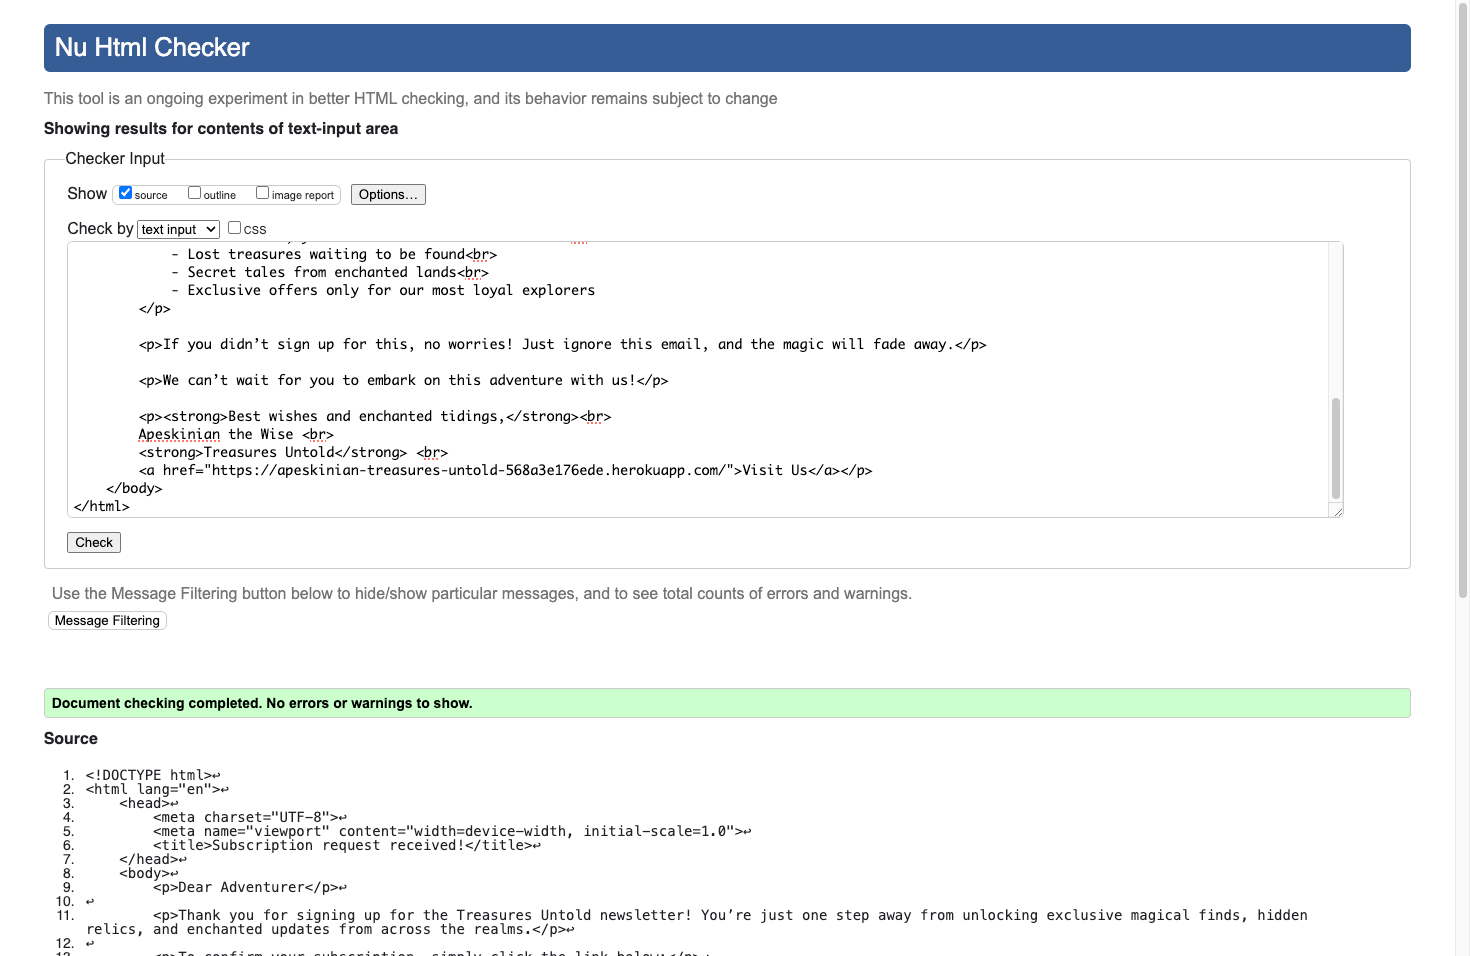 Nu Html Checker
This tool is an ongoing experiment in better HTML checking, and its behavior remains subject to change
Showing results for contents of text-input area
Checker Input
Show source outline image report Options…
Check by text input CSS
- Lost treasures waiting to be found<br>
- Secret tales from enchanted lands<br>
- Exclusive offers only for our most loyal explorers
</p>
<p>If you didn’t sign up for this, no worries! Just ignore this email, and the magic will fade away.</p>
<p>We can’t wait for you to embark on this adventure with us!</p>
<p><strong>Best wishes and enchanted tidings,</strong><br>
Apeskinian the Wise <br>
<strong>Treasures Untold</strong> <br>
<a href="https://apeskinian-treasures-untold-568a3e176ede.herokuapp.com/">Visit Us</a></p>
</body>
</html>
Check
Use the Message Filtering button below to hide/show particular messages, and to see total counts of errors and warnings.
Message Filtering
Document checking completed. No errors or warnings to show.
Source
1. <!DOCTYPE html>↩
2. <html lang="en">↩
3. <head>↩
4. <meta charset="UTF-8">↩
5. <meta name="viewport" content="width=device-width, initial-scale=1.0">↩
6. <title>Subscription request received!</title>↩
7. </head>↩
8. <body>↩
9. <p>Dear Adventurer</p>↩
10. ↩
11. <p>Thank you for signing up for the Treasures Untold newsletter! You’re just one step away from unlocking exclusive magical finds, hidden
relics, and enchanted updates from across the realms.</p>↩
12. ↩
13. <p>To confirm your subscription, simply click the link below:</p>↩